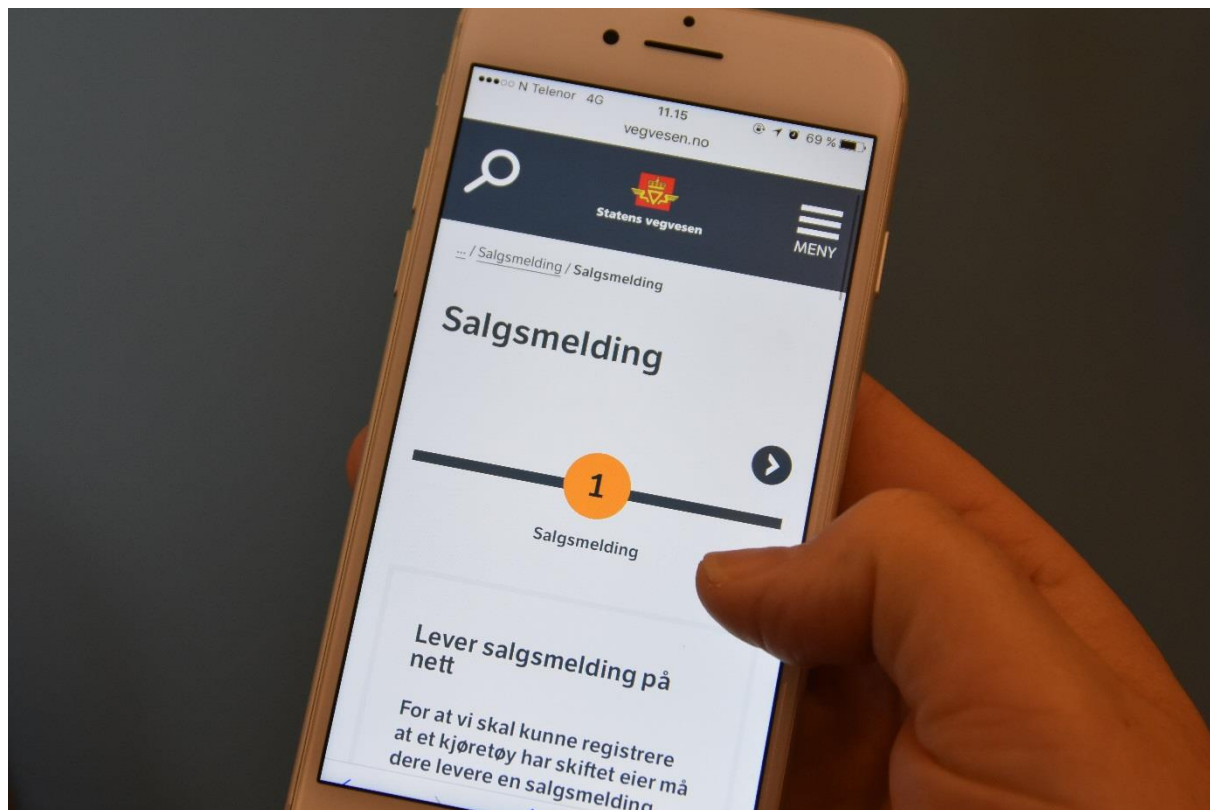 N Telenor 4G 11.15 69 %
vegvesen.no
Statens vegvesen
MENY
... / Salgsmelding / Salgsmelding
Salgsmelding
1
Salgsmelding
Lever salgsmelding på
nett
For at vi skal kunne registrere
at et kjøretøy har skiftet eier må
dere levere en salgsmelding